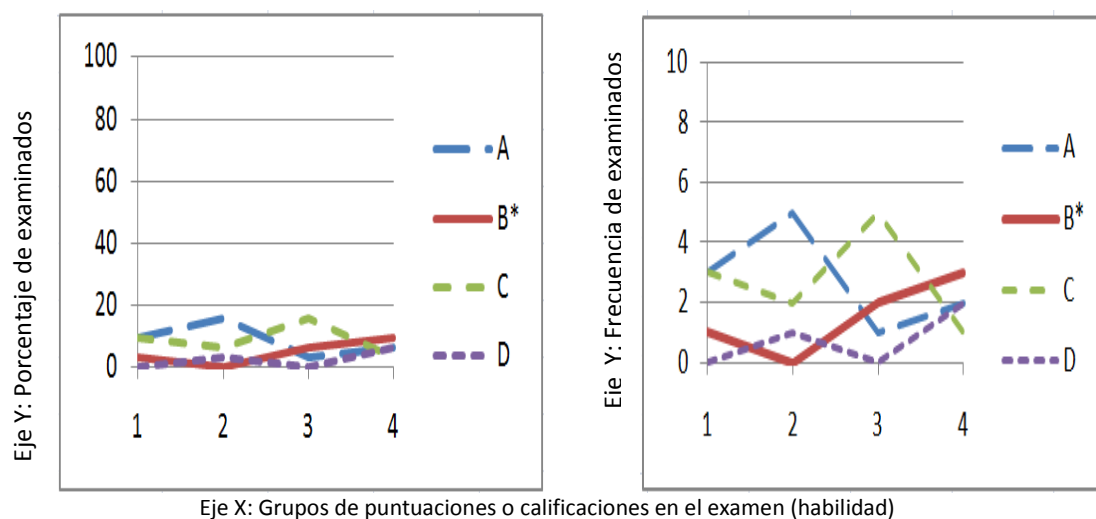 Eje Y: Porcentaje de examinados
100
80
60
40
20
0
1 2 3 4
A
B*
C
D
Eje Y: Frecuencia de examinados
10
8
6
4
2
0
1 2 3 4
A
B*
C
D
Eje X: Grupos de puntuaciones o calificaciones en el examen (habilidad)